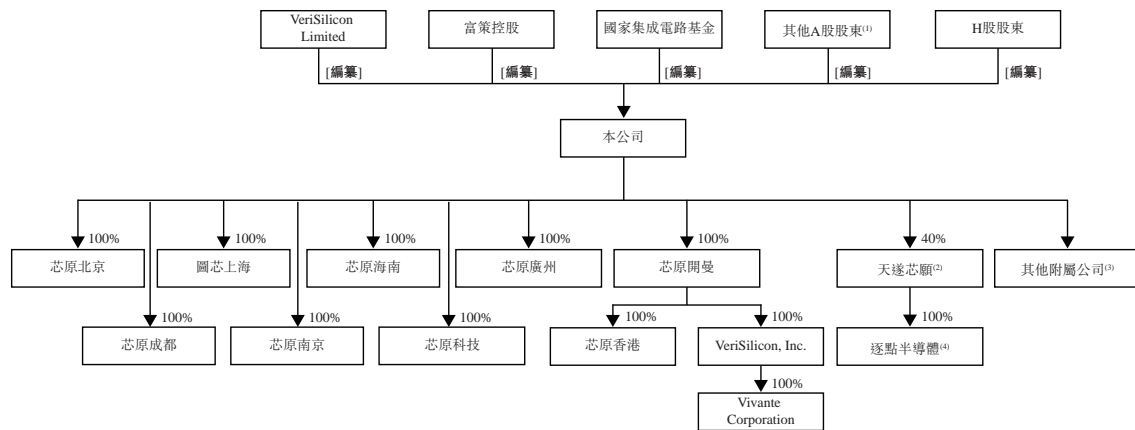 VeriSilicon
Limited
富策控股
國家集成電路基金
其他A股股東(1)
H股股東
[編纂]
[編纂]
[編纂]
[編纂]
[編纂]
本公司
100%
100%
100%
100%
100%
40%
芯原北京
圖芯上海
芯原海南
芯原廣州
芯原開曼
天遂芯願(2)
其他附屬公司(3)
100%
100%
100%
100%
100%
100%
芯原成都
芯原南京
芯原科技
芯原香港
VeriSilicon, Inc.
逐點半導體(4)
100%
Vivante
Corporation